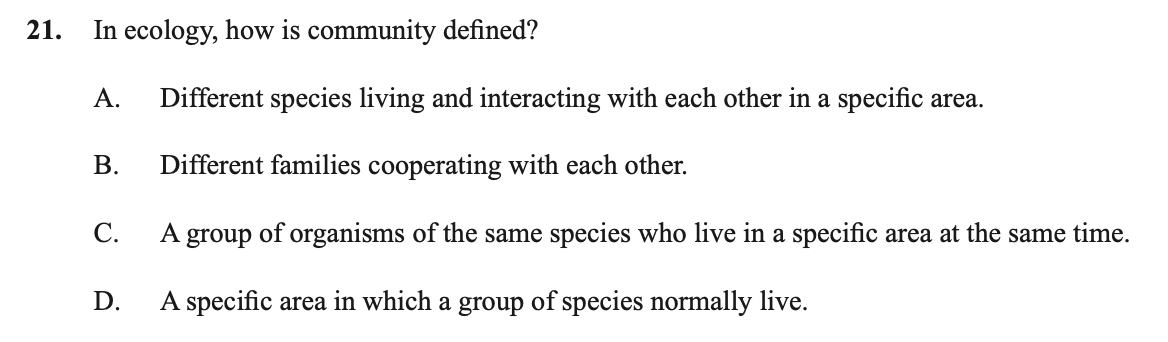 21. In ecology, how is community defined?
A. Different species living and interacting with each other in a specific area.
B. Different families cooperating with each other.
C. A group of organisms of the same species who live in a specific area at the same time.
D. A specific area in which a group of species normally live.